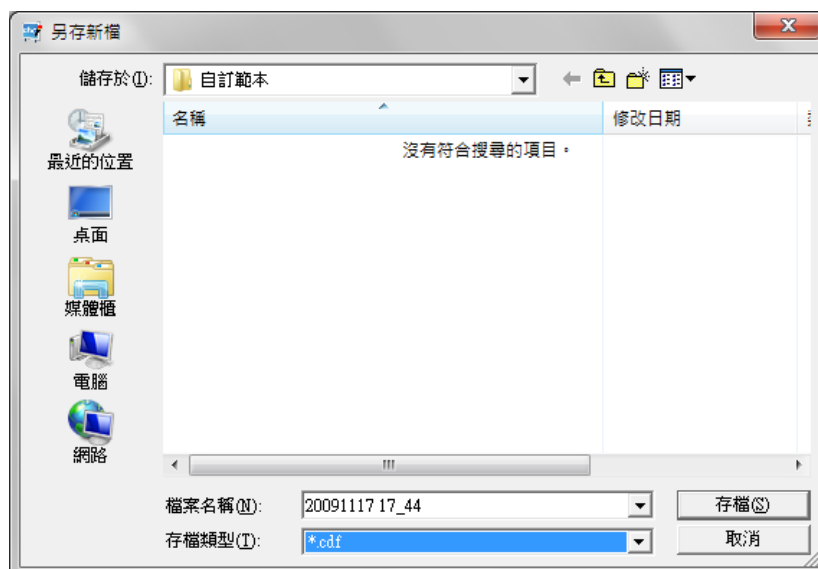 另存新檔
儲存於(I):
自訂範本
名稱
修改日期
沒有符合搜尋的項目。
最近的位置
桌面
媒體櫃
電腦
網路
檔案名稱(N):
20091117 17_44
存檔(S)
存檔類型(T):
*.cdf
取消